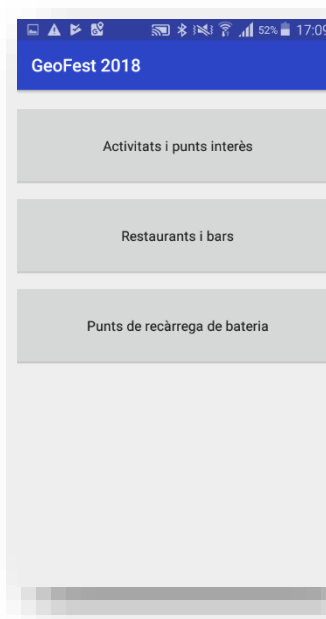 52% 17:09
GeoFest 2018
Activitats i punts interès
Restaurants i bars
Punts de recàrrega de bateria